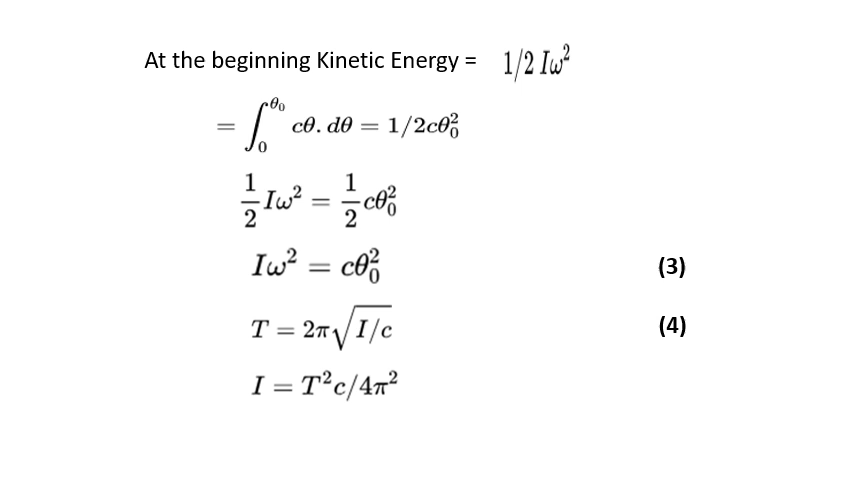 At the beginning Kinetic Energy = 1/2 Iω²
= ∫₀^θ₀ cθ. dθ = 1/2cθ₀²
1/2 Iω² = 1/2 cθ₀²
Iω² = cθ₀² (3)
T = 2π√(I/c) (4)
I = T²c/4π²